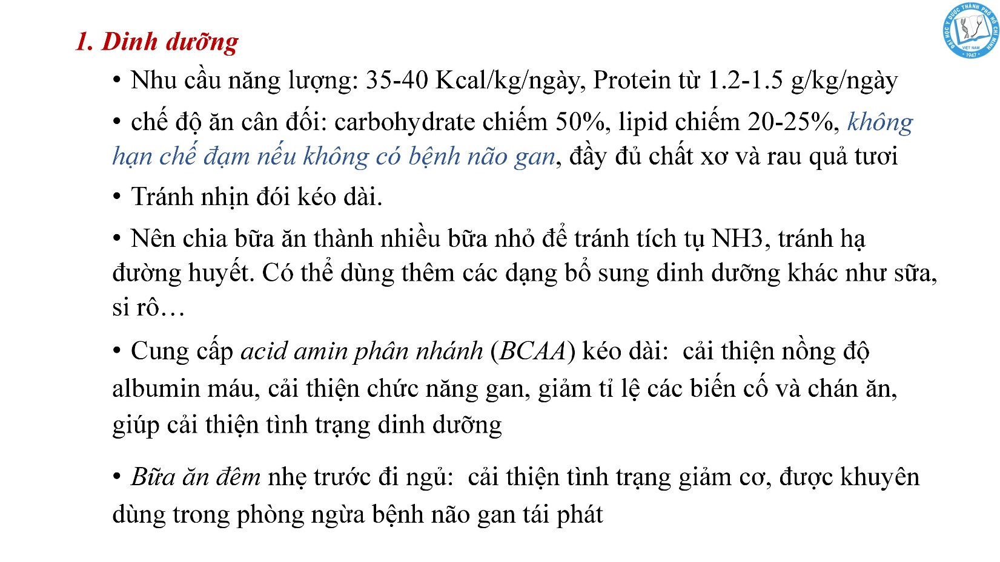 ĐẠI HỌC Y DƯỢC THÀNH PHỐ HỒ CHÍ MINH
VIỆT NAM
• 1947 •
1. Dinh dưỡng
• Nhu cầu năng lượng: 35-40 Kcal/kg/ngày, Protein từ 1.2-1.5 g/kg/ngày
• chế độ ăn cân đối: carbohydrate chiếm 50%, lipid chiếm 20-25%, không
hạn chế đạm nếu không có bệnh não gan, đầy đủ chất xơ và rau quả tươi
• Tránh nhịn đói kéo dài.
• Nên chia bữa ăn thành nhiều bữa nhỏ để tránh tích tụ NH3, tránh hạ
đường huyết. Có thể dùng thêm các dạng bổ sung dinh dưỡng khác như sữa,
si rô…
• Cung cấp acid amin phân nhánh (BCAA) kéo dài: cải thiện nồng độ
albumin máu, cải thiện chức năng gan, giảm tỉ lệ các biến cố và chán ăn,
giúp cải thiện tình trạng dinh dưỡng
• Bữa ăn đêm nhẹ trước đi ngủ: cải thiện tình trạng giảm cơ, được khuyên
dùng trong phòng ngừa bệnh não gan tái phát